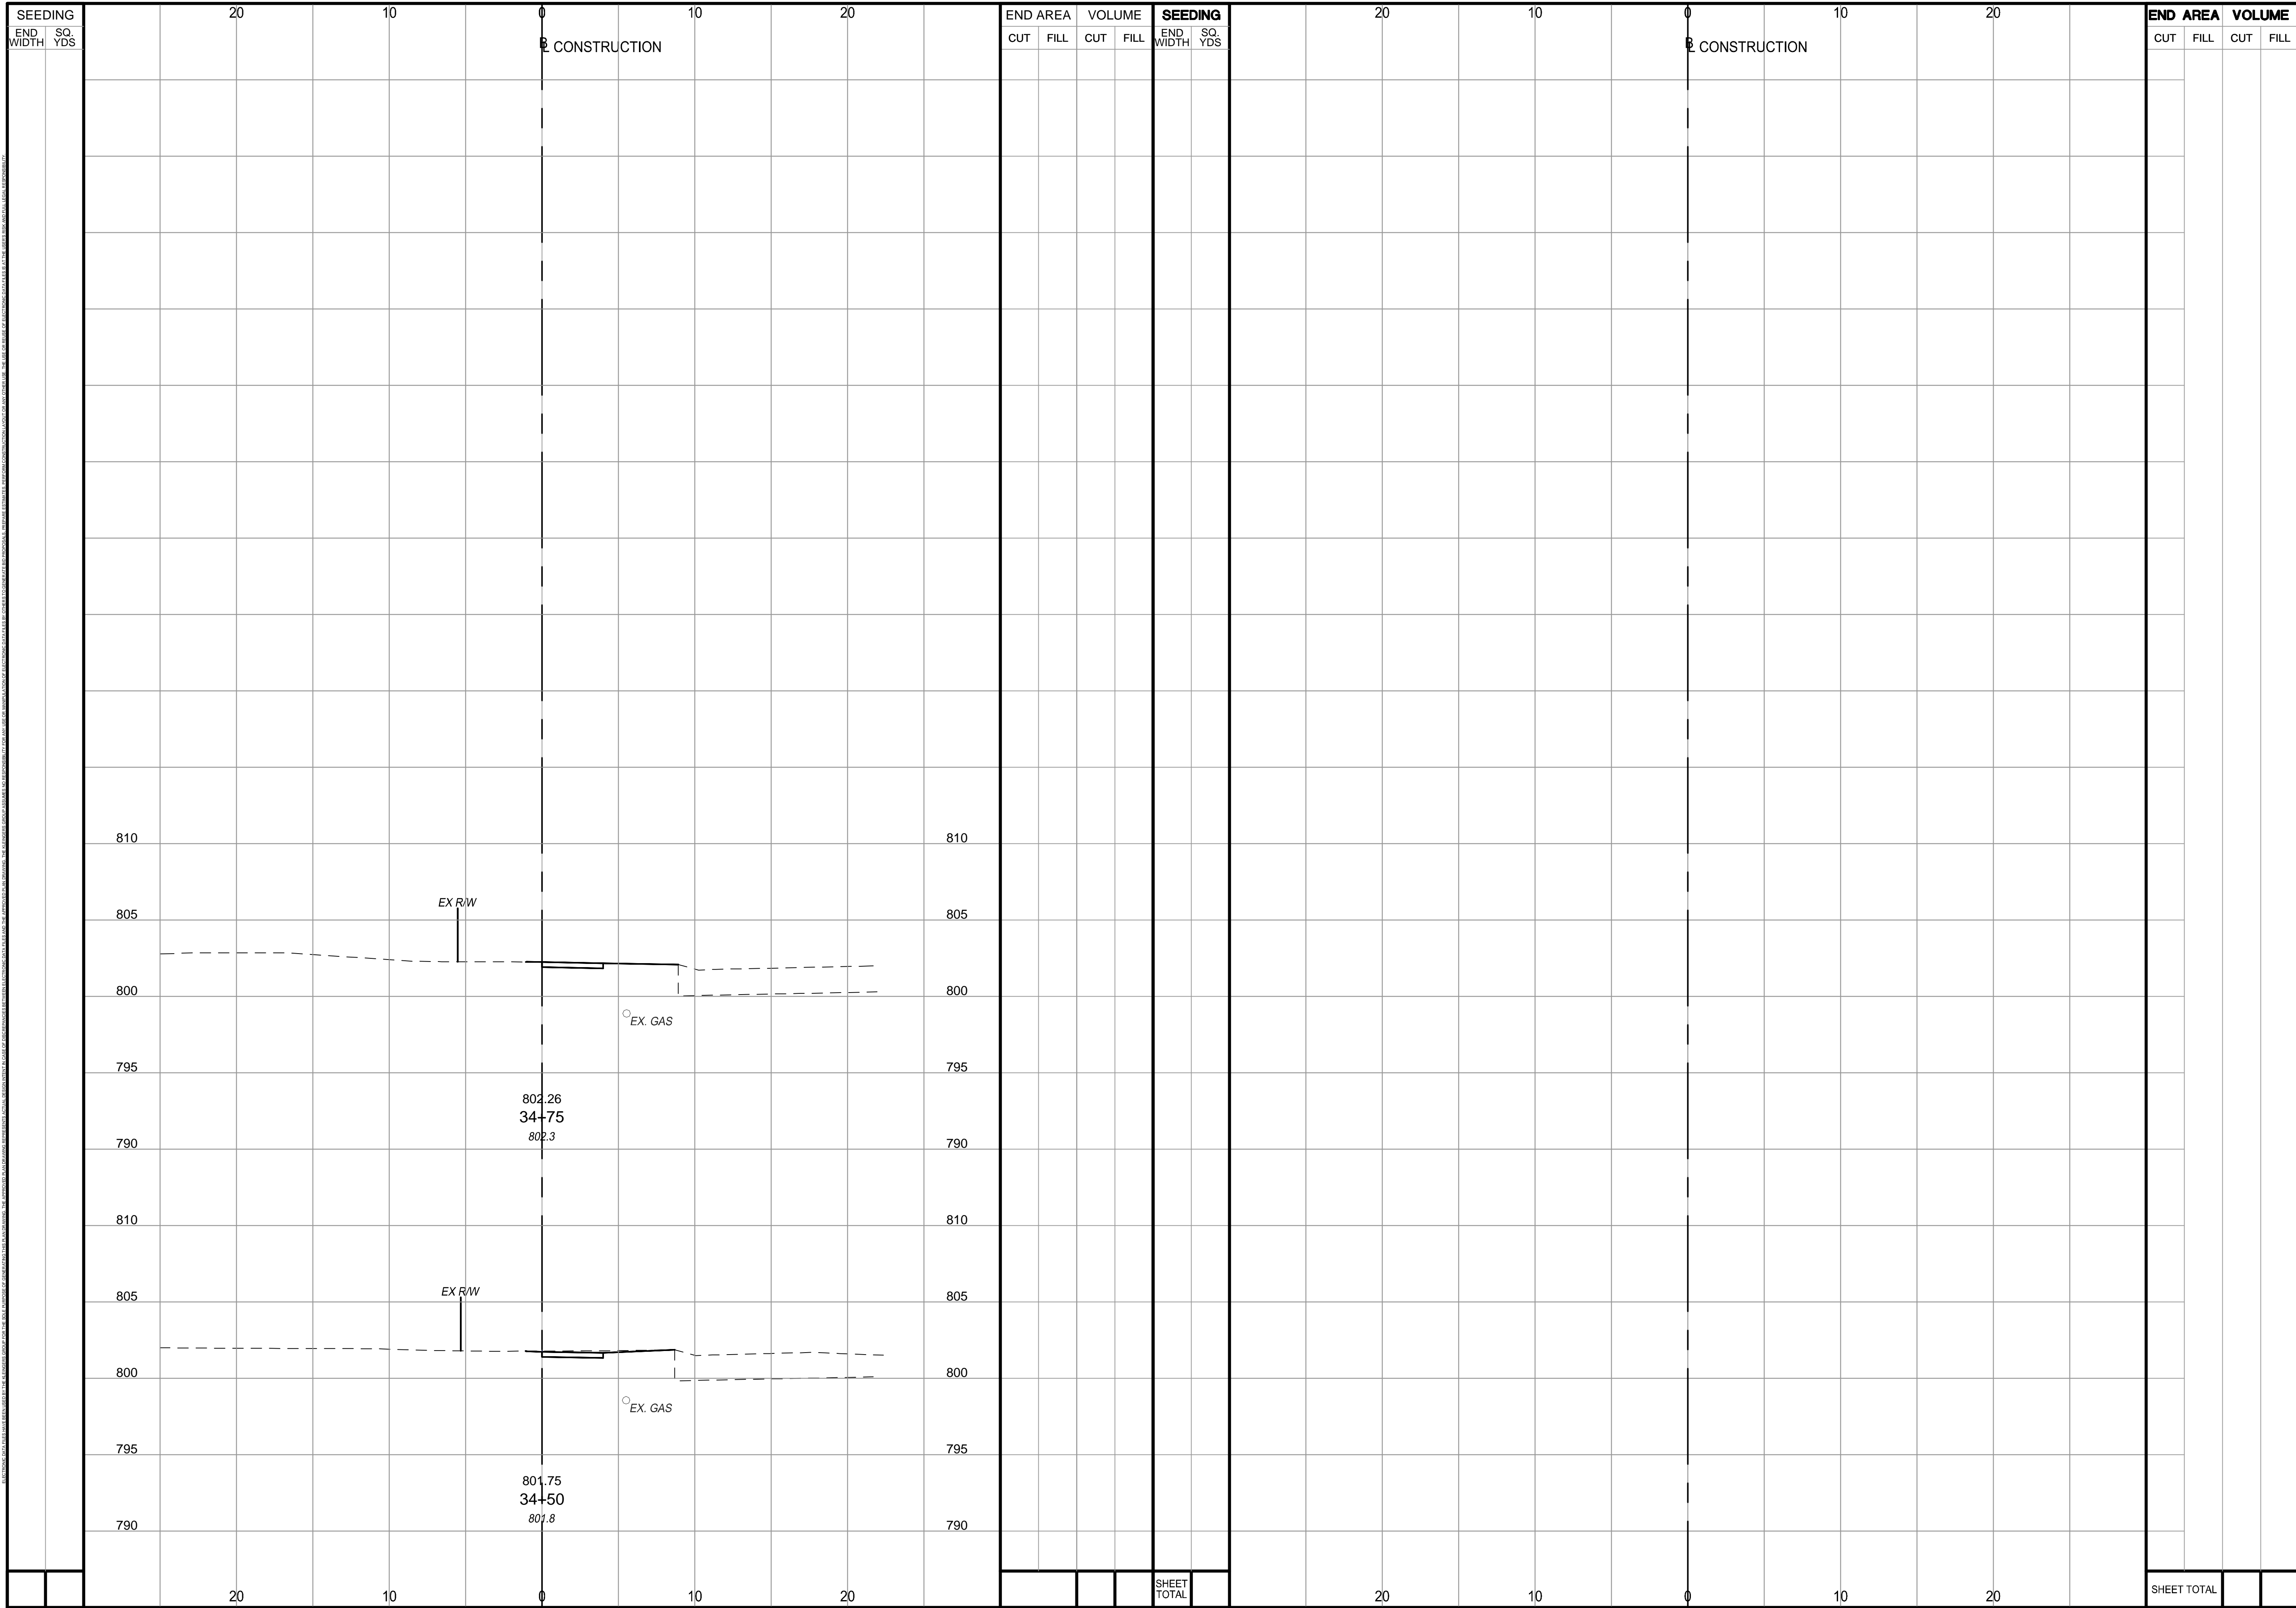 SEEDING
END WIDTH SQ. YDS
20 10 0 20
℄ CONSTRUCTION
END AREA VOLUME SEEDING
CUT FILL CUT FILL END WIDTH SQ. YDS
20 10 0 10 20
CONSTRUCTION
END AREA VOLUME
CUT FILL CUT FILL
810 810
EX R/W
805 805
800 800
EX. GAS
795 795
802.26
34+75
802.3
790 790
810 810
EX R/W
805 805
800 800
EX. GAS
795 795
801.75
34+50
801.8
790 790
20 10 0 10 20
SHEET TOTAL
20 10 0 10 20
SHEET TOTAL